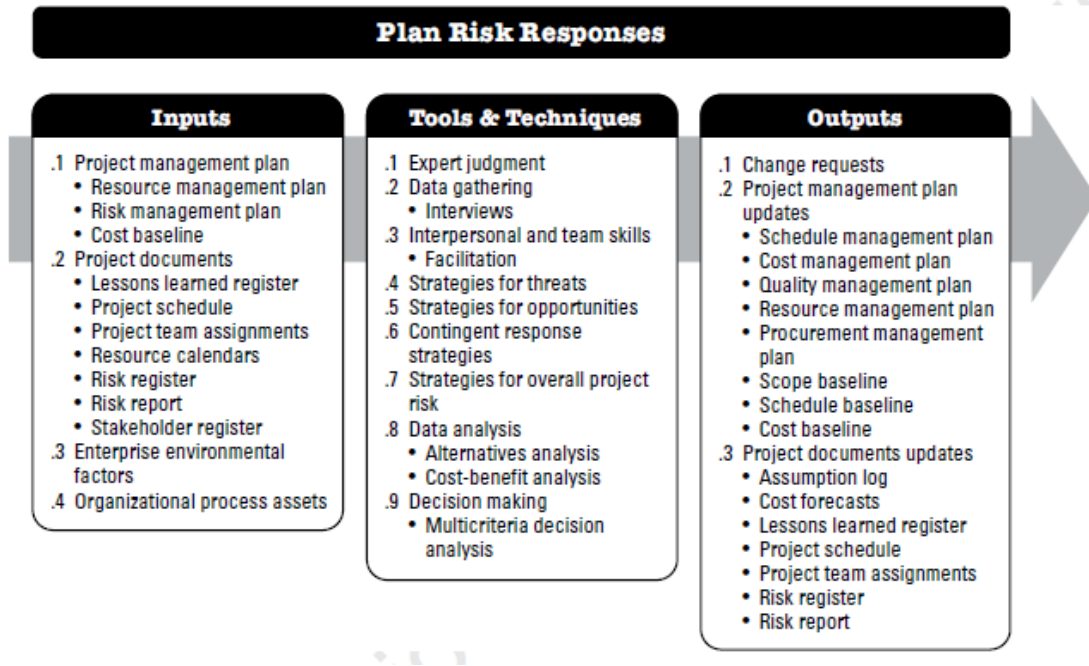 Plan Risk Responses
Inputs
.1 Project management plan
• Resource management plan
• Risk management plan
• Cost baseline
.2 Project documents
• Lessons learned register
• Project schedule
• Project team assignments
• Resource calendars
• Risk register
• Risk report
• Stakeholder register
.3 Enterprise environmental
factors
.4 Organizational process assets
Tools & Techniques
.1 Expert judgment
.2 Data gathering
• Interviews
.3 Interpersonal and team skills
• Facilitation
.4 Strategies for threats
.5 Strategies for opportunities
.6 Contingent response
strategies
.7 Strategies for overall project
risk
.8 Data analysis
• Alternatives analysis
• Cost-benefit analysis
.9 Decision making
• Multicriteria decision
analysis
Outputs
.1 Change requests
.2 Project management plan
updates
• Schedule management plan
• Cost management plan
• Quality management plan
• Resource management plan
• Procurement management
plan
• Scope baseline
• Schedule baseline
• Cost baseline
.3 Project documents updates
• Assumption log
• Cost forecasts
• Lessons learned register
• Project schedule
• Project team assignments
• Risk register
• Risk report